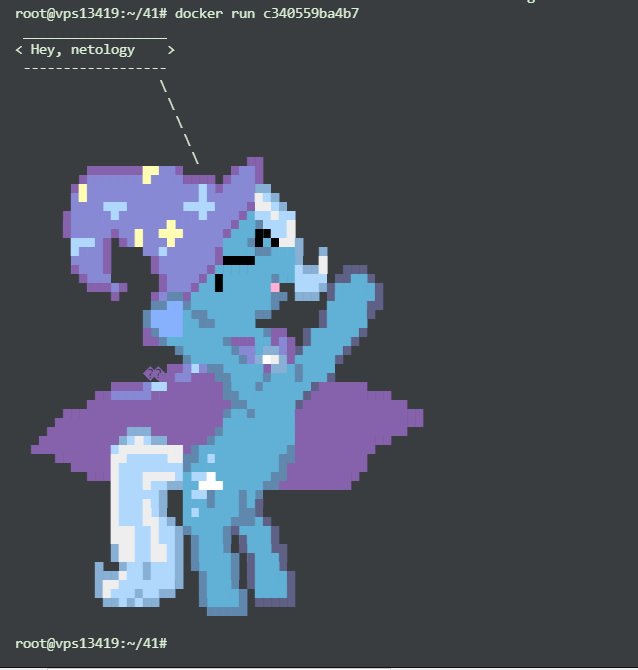 root@vps13419:~/41# docker run c340559ba4b7
< Hey, netology    >
root@vps13419:~/41#